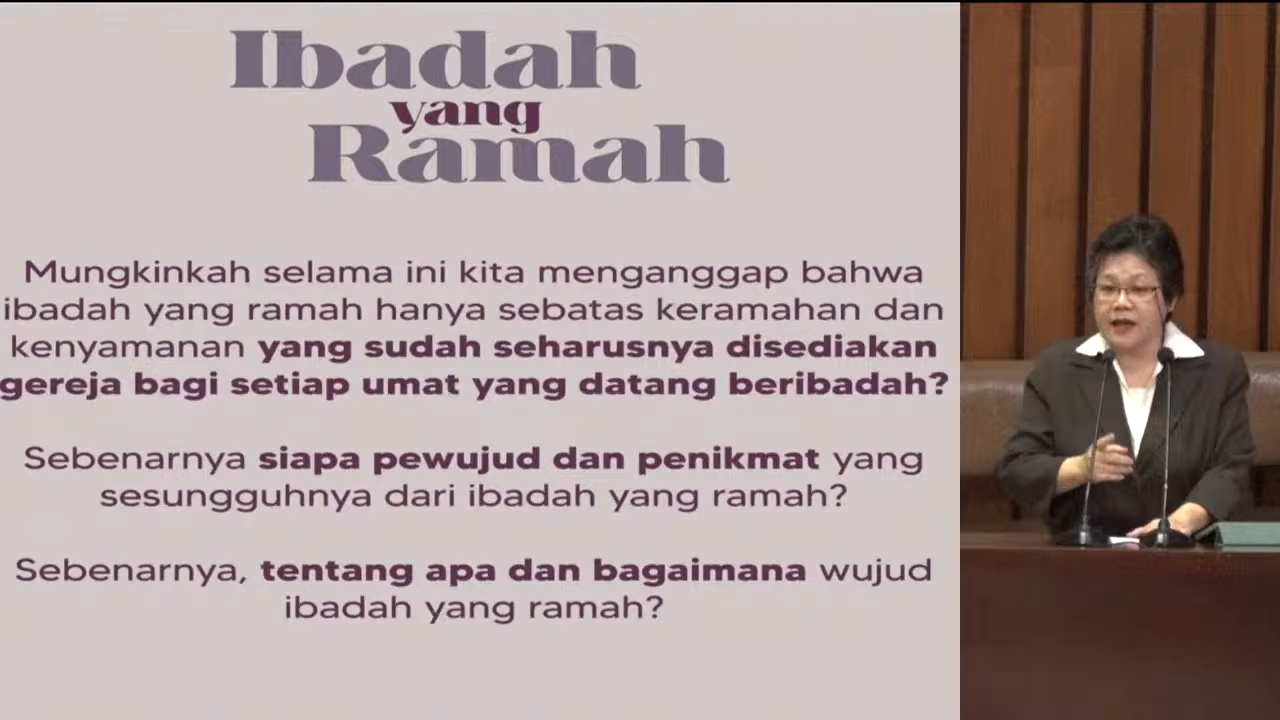 Ibadah
yang
Ramah
Mungkinkah selama ini kita menganggap bahwa
ibadah yang ramah hanya sebatas keramahan dan
kenyamanan yang sudah seharusnya disediakan
gereja bagi setiap umat yang datang beribadah?
Sebenarnya siapa pewujud dan penikmat yang
sesungguhnya dari ibadah yang ramah?
Sebenarnya, tentang apa dan bagaimana wujud
ibadah yang ramah?